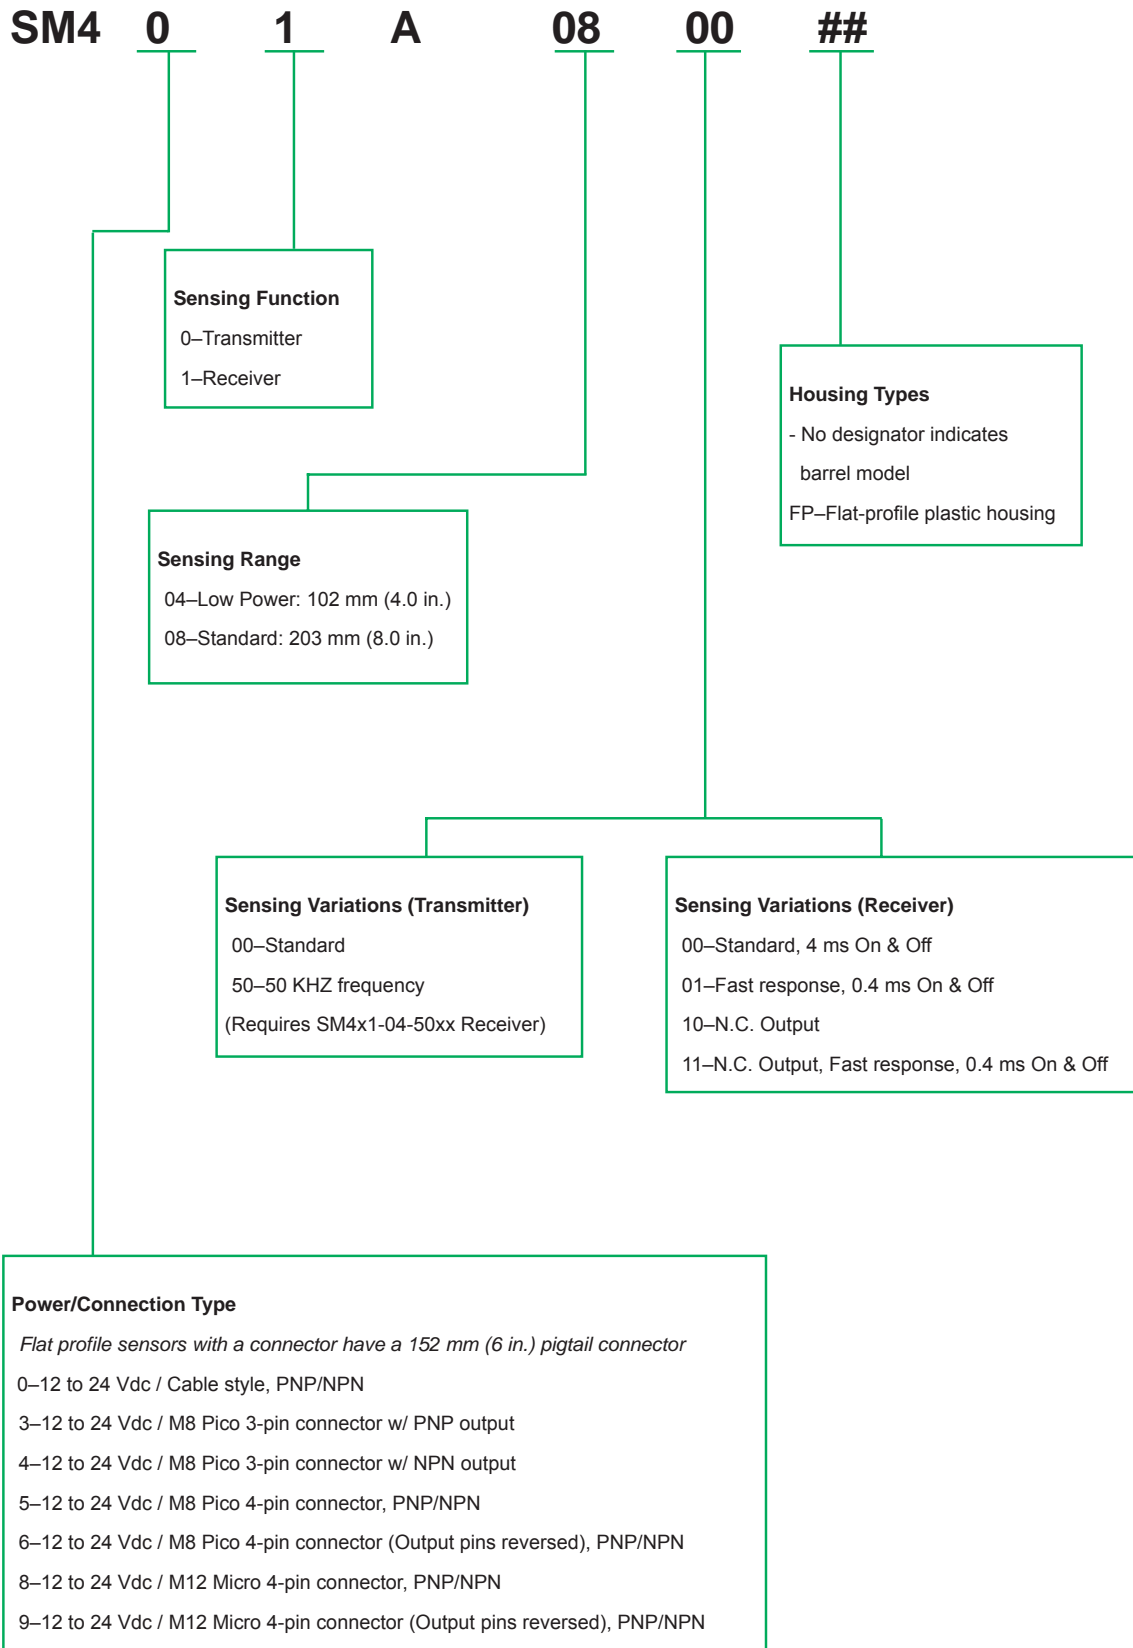 SM4 0 1 A 08 00 ##
Sensing Function
0–Transmitter
1–Receiver
Housing Types
- No designator indicates
barrel model
FP–Flat-profile plastic housing
Sensing Range
04–Low Power: 102 mm (4.0 in.)
08–Standard: 203 mm (8.0 in.)
Sensing Variations (Transmitter)
00–Standard
50–50 KHZ frequency
(Requires SM4x1-04-50xx Receiver)
Sensing Variations (Receiver)
00–Standard, 4 ms On & Off
01–Fast response, 0.4 ms On & Off
10–N.C. Output
11–N.C. Output, Fast response, 0.4 ms On & Off
Power/Connection Type
Flat profile sensors with a connector have a 152 mm (6 in.) pigtail connector
0–12 to 24 Vdc / Cable style, PNP/NPN
3–12 to 24 Vdc / M8 Pico 3-pin connector w/ PNP output
4–12 to 24 Vdc / M8 Pico 3-pin connector w/ NPN output
5–12 to 24 Vdc / M8 Pico 4-pin connector, PNP/NPN
6–12 to 24 Vdc / M8 Pico 4-pin connector (Output pins reversed), PNP/NPN
8–12 to 24 Vdc / M12 Micro 4-pin connector, PNP/NPN
9–12 to 24 Vdc / M12 Micro 4-pin connector (Output pins reversed), PNP/NPN